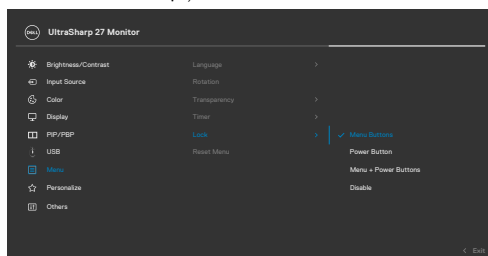 DELL
UltraSharp 27 Monitor
Brightness/Contrast
Input Source
Color
Display
PIP/PBP
USB
Menu
Personalize
Others
Language
Rotation
Transparency
Timer
Lock
Reset Menu
Menu Buttons
Power Button
Menu + Power Buttons
Disable
Exit